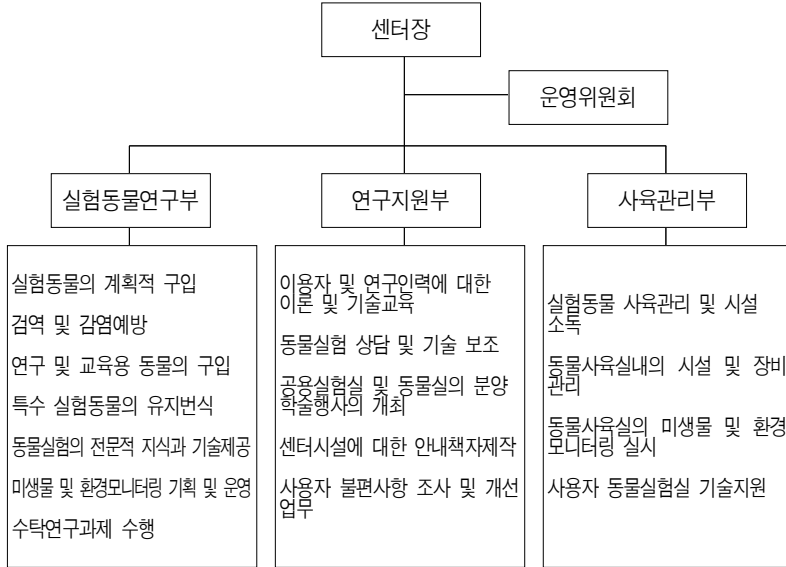 센터장
운영위원회
실험동물연구부
연구지원부
사육관리부
실험동물의 계획적 구입
검역 및 감염예방
연구 및 교육용 동물의 구입
특수 실험동물의 유지번식
동물실험의 전문적 지식과 기술제공
미생물 및 환경모니터링 기획 및 운영
수탁연구과제 수행
이용자 및 연구인력에 대한
이론 및 기술교육
동물실험 상담 및 기술 보조
공용실험실 및 동물실의 분양
학술행사의 개최
센터시설에 대한 안내책자제작
사용자 불편사항 조사 및 개선
업무
실험동물 사육관리 및 시설
소독
동물사육실내의 시설 및 장비
관리
동물사육실의 미생물 및 환경
모니터링 실시
사용자 동물실험실 기술지원